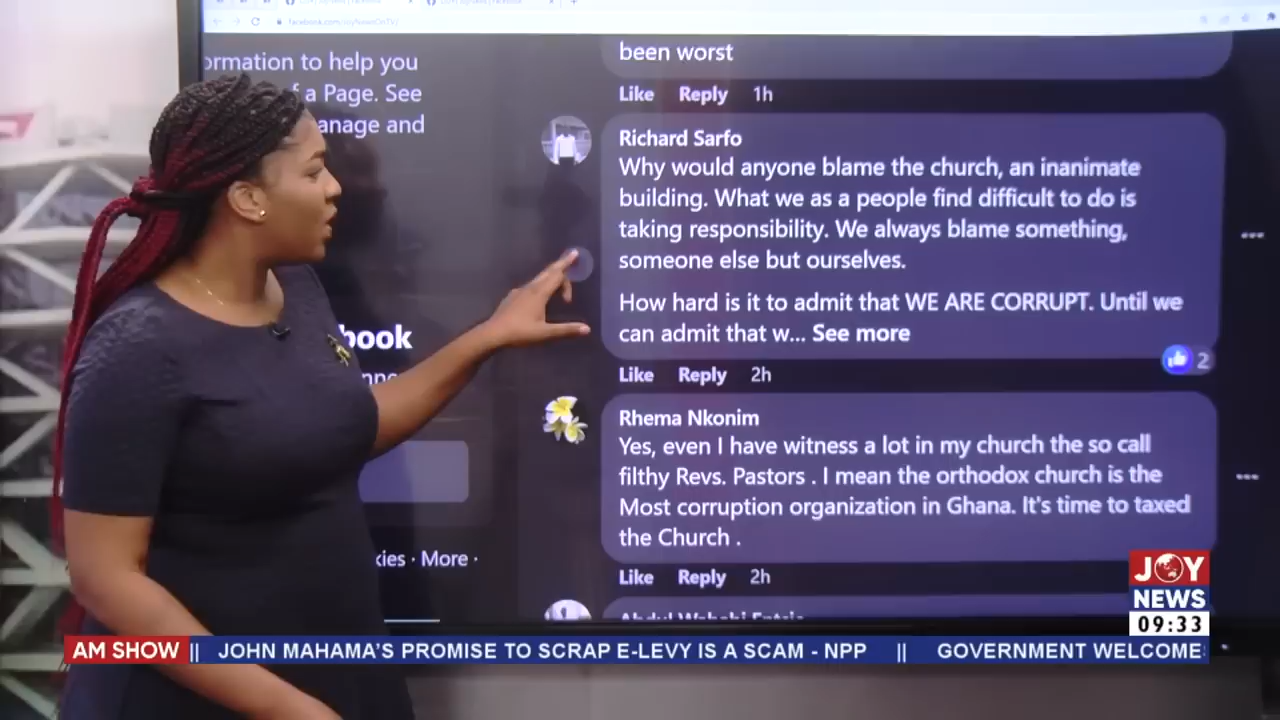 facebook.com/JoyNewsOnTV/
ormation to help you
f a Page. See
anage and
book
kies · More ·
been worst
Like Reply 1h
Richard Sarfo
Why would anyone blame the church, an inanimate
building. What we as a people find difficult to do is
taking responsibility. We always blame something,
someone else but ourselves.
How hard is it to admit that WE ARE CORRUPT. Until we
can admit that w... See more
2
Like Reply 2h
Rhema Nkonim
Yes, even I have witness a lot in my church the so call
filthy Revs. Pastors . I mean the orthodox church is the
Most corruption organization in Ghana. It's time to taxed
the Church .
Like Reply 2h
JOY
NEWS
09:33
AM SHOW || JOHN MAHAMA'S PROMISE TO SCRAP E-LEVY IS A SCAM - NPP || GOVERNMENT WELCOME